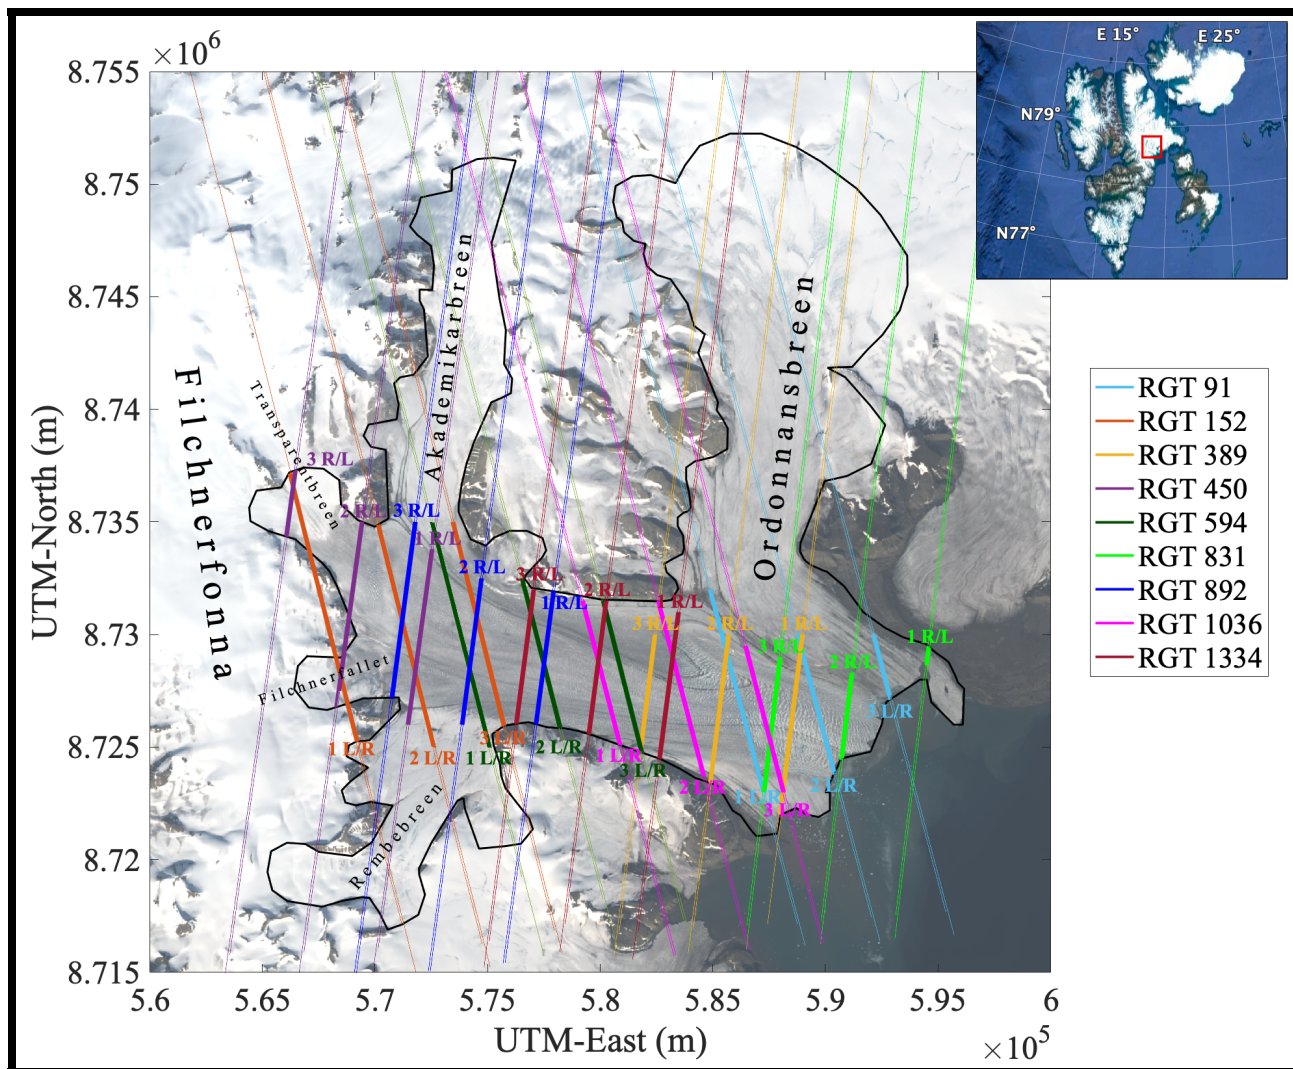 ×10⁶
E 15°
E 25°
N79°
N77°
8.755
8.75
8.745
8.74
8.735
8.73
8.725
8.72
8.715
UTM-North (m)
Akademikarbreen
Ordonnansbreen
Filchnerfonna
Transparentbreen
Filchnerfallet
Rembebreen
3 R/L
2 R/L
3 R/L
1 R/L
2 R/L
3 R/L
1 R/L
2 R/L
1 R/L
3 R/L
2 R/L
1 R/L
3 R/L
2 R/L
1 R/L
3 L/R
1 L/R
2 L/R
3 L/R
1 L/R
2 L/R
1 L/R
3 L/R
2 L/R
1 L/R
2 L/R
3 L/R
RGT 91
RGT 152
RGT 389
RGT 450
RGT 594
RGT 831
RGT 892
RGT 1036
RGT 1334
5.6
5.65
5.7
5.75
5.8
5.85
5.9
5.95
6
UTM-East (m)
×10⁵